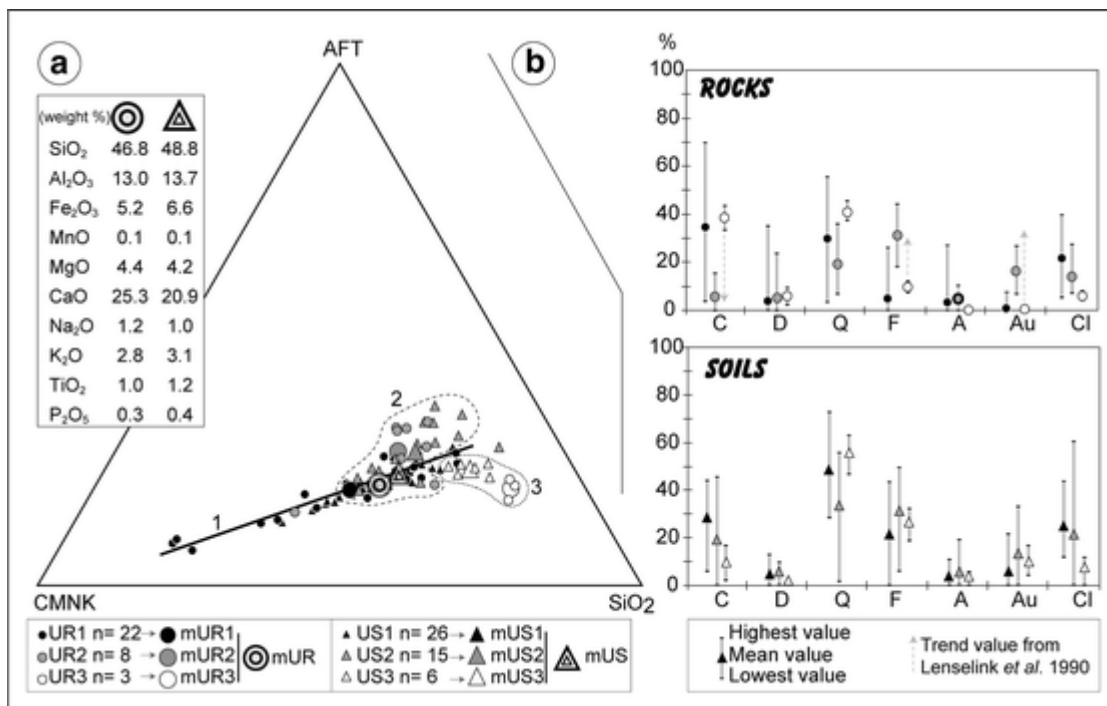 a
AFT
b
(weight %)
SiO₂ 46.8 48.8
Al₂O₃ 13.0 13.7
Fe₂O₃ 5.2 6.6
MnO 0.1 0.1
MgO 4.4 4.2
CaO 25.3 20.9
Na₂O 1.2 1.0
K₂O 2.8 3.1
TiO₂ 1.0 1.2
P₂O₅ 0.3 0.4
2
3
1
CMNK SiO₂
UR1 n= 22 → mUR1
UR2 n= 8 → mUR2 mUR
UR3 n= 3 → mUR3
US1 n= 26 → mUS1
US2 n= 15 → mUS2 mUS
US3 n= 6 → mUS3
%
100
ROCKS
80
60
40
20
0
C D Q F A Au Cl
100
SOILS
80
60
40
20
0
C D Q F A Au Cl
Highest value
Mean value
Lowest value
Trend value from
Lenselink et al. 1990